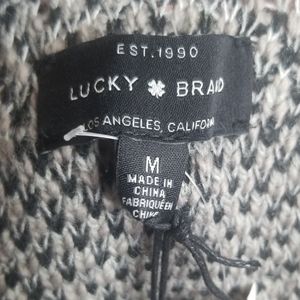 EST. 1990
LUCKY BRAND
LOS ANGELES, CALIFORNIA
M
MADE IN
CHINA
FABRIQUÉ EN
CHINE